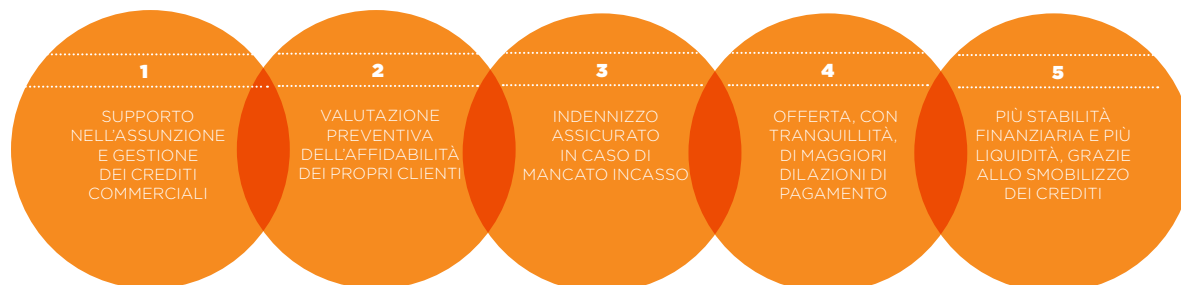 1
SUPPORTO
NELL'ASSUNZIONE
E GESTIONE
DEI CREDITI
COMMERCIALI
2
VALUTAZIONE
PREVENTIVA
DELL'AFFIDABILITÀ
DEI PROPRI CLIENTI
3
INDENNIZZO
ASSICURATO
IN CASO DI
MANCATO INCASSO
4
OFFERTA, CON
TRANQUILLITÀ,
DI MAGGIORI
DILAZIONI DI
PAGAMENTO
5
PIÙ STABILITÀ
FINANZIARIA E PIÙ
LIQUIDITÀ, GRAZIE
ALLO SMOBILIZZO
DEI CREDITI